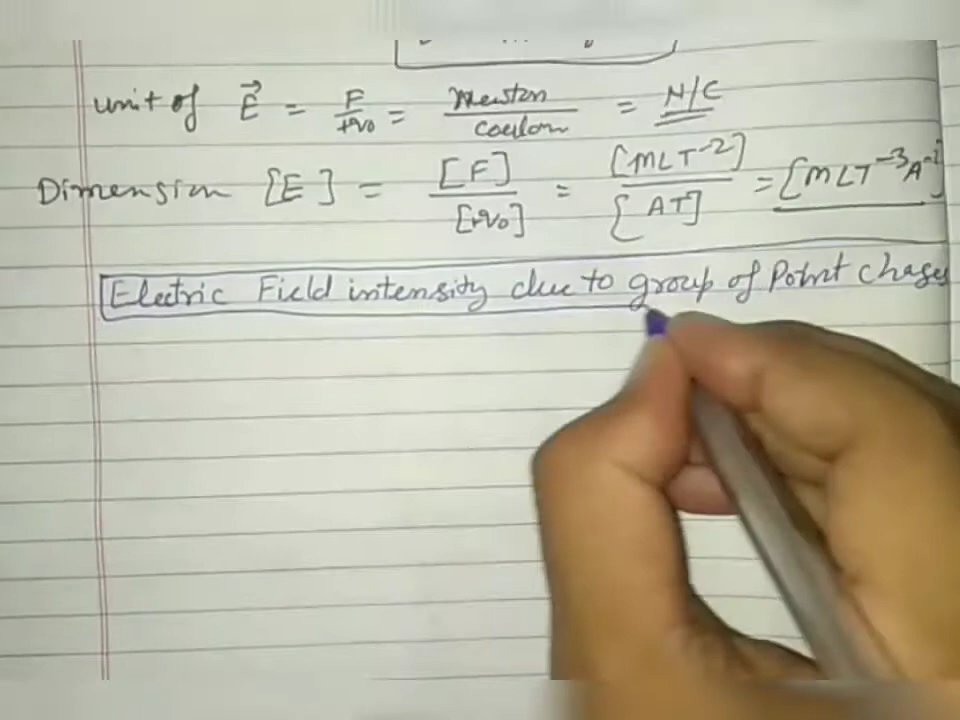 unit of E⃗ = F/+q₀ = Newton/Coulom = N/C
Dimension [E] = [F]/[+q₀] = [MLT⁻²]/[AT] = [MLT⁻³A⁻¹]
Electric Field intensity due to group of Point Chages